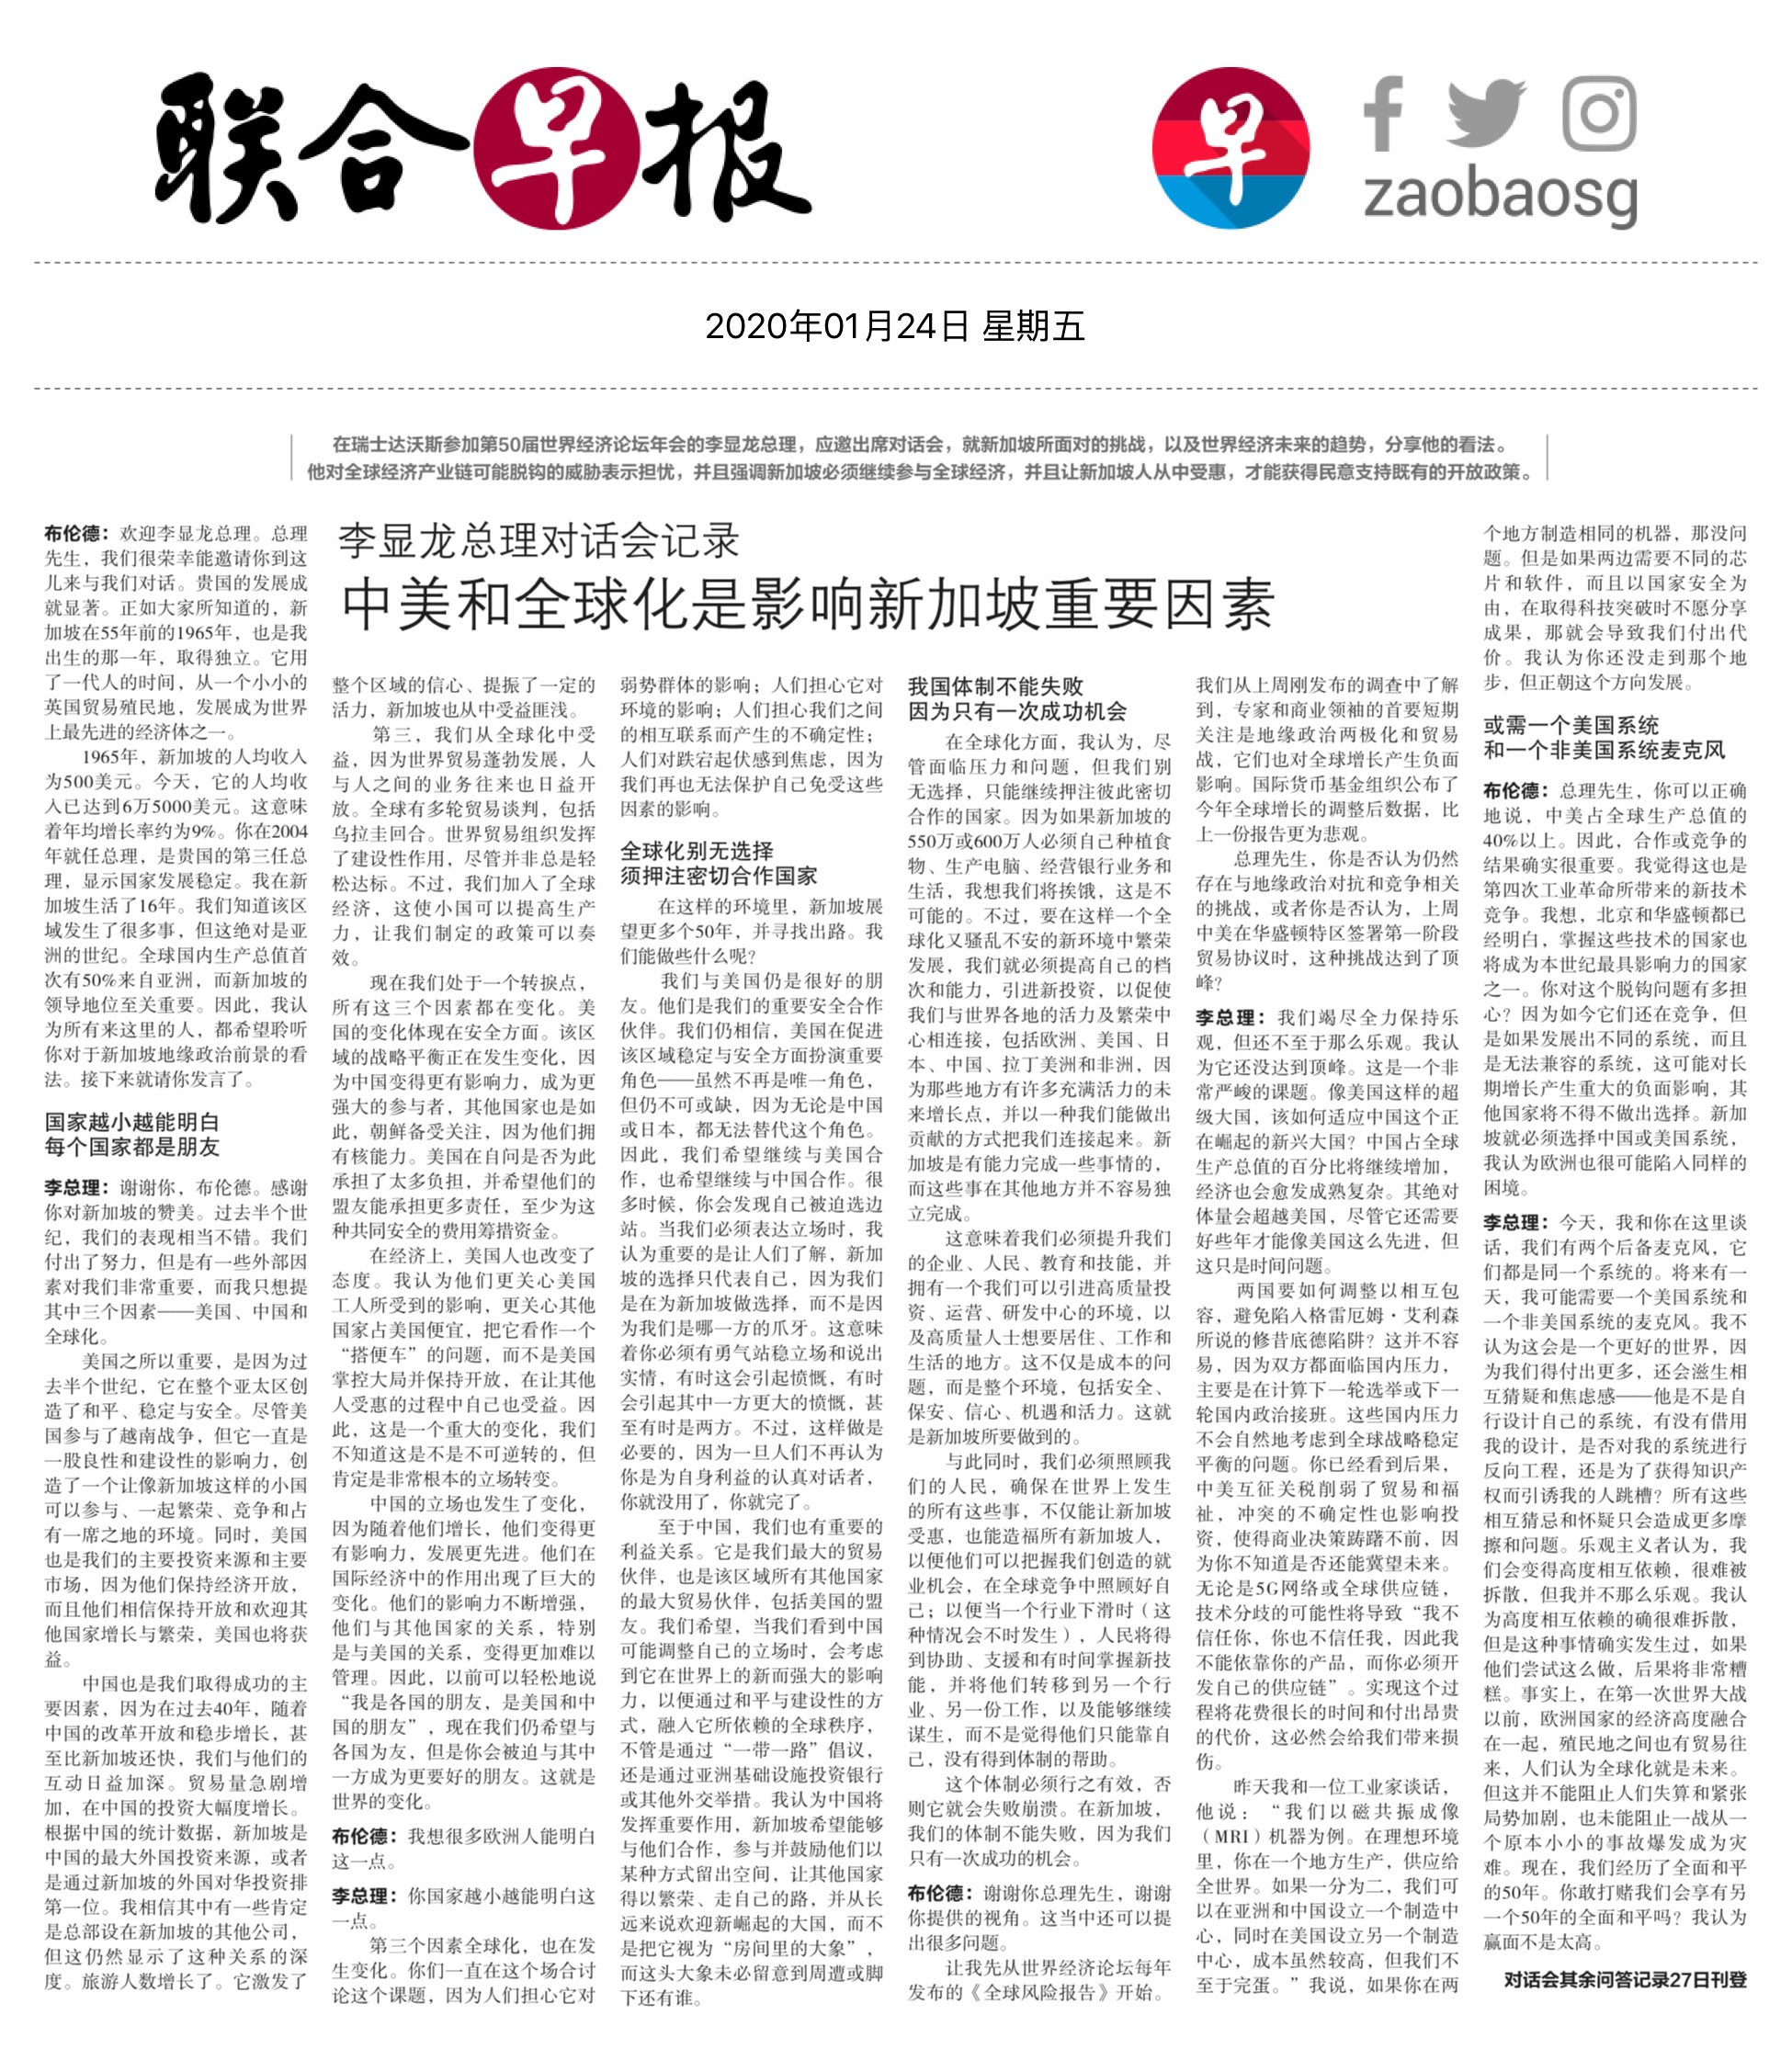 联合早报
早
zaobaosg
2020年01月24日 星期五
在瑞士达沃斯参加第50届世界经济论坛年会的李显龙总理，应邀出席对话会，就新加坡所面对的挑战，以及世界经济未来的趋势，分享他的看法。
他对全球经济产业链可能脱钩的威胁表示担忧，并且强调新加坡必须继续参与全球经济，并且让新加坡人从中受惠，才能获得民意支持既有的开放政策。
李显龙总理对话会记录
中美和全球化是影响新加坡重要因素
布伦德：欢迎李显龙总理。总理
先生，我们很荣幸能邀请你到这
儿来与我们对话。贵国的发展成
就显著。正如大家所知道的，新
加坡在55年前的1965年，也是我
出生的那一年，取得独立。它用
了一代人的时间，从一个小小的
英国贸易殖民地，发展成为世界
上最先进的经济体之一。
1965年，新加坡的人均收入
为500美元。今天，它的人均收
入已达到6万5000美元。这意味
着年均增长率约为9%。你在2004
年就任总理，是贵国的第三任总
理，显示国家发展稳定。我在新
加坡生活了16年。我们知道该区
域发生了很多事，但这绝对是亚
洲的世纪。全球国内生产总值首
次有50%来自亚洲，而新加坡的
领导地位至关重要。因此，我认
为所有来这里的人，都希望聆听
你对于新加坡地缘政治前景的看
法。接下来就请你发言了。
国家越小越能明白
每个国家都是朋友
李总理：谢谢你，布伦德。感谢
你对新加坡的赞美。过去半个世
纪，我们的表现相当不错。我们
付出了努力，但是有一些外部因
素对我们非常重要，而我只想提
其中三个因素——美国、中国和
全球化。
美国之所以重要，是因为过
去半个世纪，它在整个亚太区创
造了和平、稳定与安全。尽管美
国参与了越南战争，但它一直是
一股良性和建设性的影响力，创
造了一个让像新加坡这样的小国
可以参与、一起繁荣、竞争和占
有一席之地的环境。同时，美国
也是我们的主要投资来源和主要
市场，因为他们保持经济开放，
而且他们相信保持开放和欢迎其
他国家增长与繁荣，美国也将获
益。
中国也是我们取得成功的主
要因素，因为在过去40年，随着
中国的改革开放和稳步增长，甚
至比新加坡还快，我们与他们的
互动日益加深。贸易量急剧增
加，在中国的投资大幅度增长。
根据中国的统计数据，新加坡是
中国的最大外国投资来源，或者
是通过新加坡的外国对华投资排
第一位。我相信其中有一些肯定
是总部设在新加坡的其他公司，
但这仍然显示了这种关系的深
度。旅游人数增长了。它激发了
整个区域的信心、提振了一定的
活力，新加坡也从中受益匪浅。
第三，我们从全球化中受
益，因为世界贸易蓬勃发展，人
与人之间的业务往来也日益开
放。全球有多轮贸易谈判，包括
乌拉圭回合。世界贸易组织发挥
了建设性作用，尽管并非总是轻
松达标。不过，我们加入了全球
经济，这使小国可以提高生产
力，让我们制定的政策可以奏
效。
现在我们处于一个转捩点，
所有这三个因素都在变化。美
国的变化体现在安全方面。该区
域的战略平衡正在发生变化，因
为中国变得更有影响力，成为更
强大的参与者，其他国家也是如
此，朝鲜备受关注，因为他们拥
有核能力。美国在自问是否为此
承担了太多负担，并希望他们的
盟友能承担更多责任，至少为这
种共同安全的费用筹措资金。
在经济上，美国人也改变了
态度。我认为他们更关心美国
工人所受到的影响，更关心其他
国家占美国便宜，把它看作一个
“搭便车”的问题，而不是美国
掌控大局并保持开放，在让其他
人受惠的过程中自己也受益。因
此，这是一个重大的变化，我们
不知道这是不是不可逆转的，但
肯定是非常根本的立场转变。
中国的立场也发生了变化，
因为随着他们增长，他们变得更
有影响力，发展更先进。他们在
国际经济中的作用出现了巨大的
变化。他们的影响力不断增强，
他们与其他国家的关系，特别
是与美国的关系，变得更加难以
管理。因此，以前可以轻松地说
“我是各国的朋友，是美国和中
国的朋友”，现在我们仍希望与
各国为友，但是你会被迫与其中
一方成为更要好的朋友。这就是
世界的变化。
布伦德：我想很多欧洲人能明白
这一点。
李总理：你国家越小越能明白这
一点。
第三个因素全球化，也在发
生变化。你们一直在这个场合讨
论这个课题，因为人们担心它对
弱势群体的影响；人们担心它对
环境的影响；人们担心我们之间
的相互联系而产生的不确定性；
人们对跌宕起伏感到焦虑，因为
我们再也无法保护自己免受这些
因素的影响。
全球化别无选择
须押注密切合作国家
在这样的环境里，新加坡展
望更多个50年，并寻找出路。我
们能做些什么呢？
我们与美国仍是很好的朋
友。他们是我们的重要安全合作
伙伴。我们仍相信，美国在促进
该区域稳定与安全方面扮演重要
角色——虽然不再是唯一角色，
但仍不可或缺，因为无论是中国
或日本，都无法替代这个角色。
因此，我们希望继续与美国合
作，也希望继续与中国合作。很
多时候，你会发现自己被迫选边
站。当我们必须表达立场时，我
认为重要的是让人们了解，新加
坡的选择只代表自己，因为我们
是在为新加坡做选择，而不是因
为我们是哪一方的爪牙。这意味
着你必须有勇气站稳立场和说出
实情，有时这会引起愤慨，有时
会引起其中一方更大的愤慨，甚
至有时是两方。不过，这样做是
必要的，因为一旦人们不再认为
你是为自身利益的认真对话者，
你就没用了，你就完了。
至于中国，我们也有重要的
利益关系。它是我们最大的贸易
伙伴，也是该区域所有其他国家
的最大贸易伙伴，包括美国的盟
友。我们希望，当我们看到中国
可能调整自己的立场时，会考虑
到它在世界上的新而强大的影响
力，以便通过和平与建设性的方
式，融入它所依赖的全球秩序，
不管是通过“一带一路”倡议，
还是通过亚洲基础设施投资银行
或其他外交举措。我认为中国将
发挥重要作用，新加坡希望能够
与他们合作，参与并鼓励他们以
某种方式留出空间，让其他国家
得以繁荣、走自己的路，并从长
远来说欢迎新崛起的大国，而不
是把它视为“房间里的大象”，
而这头大象未必留意到周遭或脚
下还有谁。
我国体制不能失败
因为只有一次成功机会
在全球化方面，我认为，尽
管面临压力和问题，但我们别
无选择，只能继续押注彼此密切
合作的国家。因为如果新加坡的
550万或600万人必须自己种植食
物、生产电脑、经营银行业务和
生活，我想我们将挨饿，这是不
可能的。不过，要在这样一个全
球化又骚乱不安的新环境中繁荣
发展，我们就必须提高自己的档
次和能力，引进新投资，以促使
我们与世界各地的活力及繁荣中
心相连接，包括欧洲、美国、日
本、中国、拉丁美洲和非洲，因
为那些地方有许多充满活力的未
来增长点，并以一种我们能做出
贡献的方式把我们连接起来。新
加坡是有能力完成一些事情的，
而这些事在其他地方并不容易独
立完成。
这意味着我们必须提升我们
的企业、人民、教育和技能，并
拥有一个我们可以引进高质量投
资、运营、研发中心的环境，以
及高质量人士想要居住、工作和
生活的地方。这不仅是成本的问
题，而是整个环境，包括安全、
保安、信心、机遇和活力。这就
是新加坡所要做到的。
与此同时，我们必须照顾我
们的人民，确保在世界上发生
的所有这些事，不仅能让新加坡
受惠，也能造福所有新加坡人，
以便他们可以把握我们创造的就
业机会，在全球竞争中照顾好自
己；以便当一个行业下滑时（这
种情况会不时发生），人民将得
到协助、支援和有时间掌握新技
能，并将他们转移到另一个行
业、另一份工作，以及能够继续
谋生，而不是觉得他们只能靠自
己，没有得到体制的帮助。
这个体制必须行之有效，否
则它就会失败崩溃。在新加坡，
我们的体制不能失败，因为我们
只有一次成功的机会。
布伦德：谢谢你总理先生，谢谢
你提供的视角。这当中还可以提
出很多问题。
让我先从世界经济论坛每年
发布的《全球风险报告》开始。
我们从上周刚发布的调查中了解
到，专家和商业领袖的首要短期
关注是地缘政治两极化和贸易
战，它们也对全球增长产生负面
影响。国际货币基金组织公布了
今年全球增长的调整后数据，比
上一份报告更为悲观。
总理先生，你是否认为仍然
存在与地缘政治对抗和竞争相关
的挑战，或者你是否认为，上周
中美在华盛顿特区签署第一阶段
贸易协议时，这种挑战达到了顶
峰？
李总理：我们竭尽全力保持乐
观，但还不至于那么乐观。我认
为它还没达到顶峰。这是一个非
常严峻的课题。像美国这样的超
级大国，该如何适应中国这个正
在崛起的新兴大国？中国占全球
生产总值的百分比将继续增加，
经济也会愈发成熟复杂。其绝对
体量会超越美国，尽管它还需要
好些年才能像美国这么先进，但
这只是时间问题。
两国要如何调整以相互包
容，避免陷入格雷厄姆·艾利森
所说的修昔底德陷阱？这并不容
易，因为双方都面临国内压力，
主要是在计算下一轮选举或下一
轮国内政治接班。这些国内压力
不会自然地考虑到全球战略稳定
平衡的问题。你已经看到后果，
中美互征关税削弱了贸易和福
祉，冲突的不确定性也影响投
资，使得商业决策踌躇不前，因
为你不知道是否还能冀望未来。
无论是5G网络或全球供应链，
技术分歧的可能性将导致“我不
信任你，你也不信任我，因此我
不能依靠你的产品，而你必须开
发自己的供应链”。实现这个过
程将花费很长的时间和付出昂贵
的代价，这必然会给我们带来损
伤。
昨天我和一位工业家谈话，
他说：“我们以磁共振成像
（MRI）机器为例。在理想环境
里，你在一个地方生产，供应给
全世界。如果一分为二，我们可
以在亚洲和中国设立一个制造中
心，同时在美国设立另一个制造
中心，成本虽然较高，但我们不
至于完蛋。”我说，如果你在两
个地方制造相同的机器，那没问
题。但是如果两边需要不同的芯
片和软件，而且以国家安全为
由，在取得科技突破时不愿分享
成果，那就会导致我们付出代
价。我认为你还没走到那个地
步，但正朝这个方向发展。
或需一个美国系统
和一个非美国系统麦克风
布伦德：总理先生，你可以正确
地说，中美占全球生产总值的
40%以上。因此，合作或竞争的
结果确实很重要。我觉得这也是
第四次工业革命所带来的新技术
竞争。我想，北京和华盛顿都已
经明白，掌握这些技术的国家也
将成为本世纪最具影响力的国家
之一。你对这个脱钩问题有多担
心？因为如今它们还在竞争，但
是如果发展出不同的系统，而且
是无法兼容的系统，这可能对长
期增长产生重大的负面影响，其
他国家将不得不做出选择。新加
坡就必须选择中国或美国系统，
我认为欧洲也很可能陷入同样的
困境。
李总理：今天，我和你在这里谈
话，我们有两个后备麦克风，它
们都是同一个系统的。将来有一
天，我可能需要一个美国系统和
一个非美国系统的麦克风。我不
认为这会是一个更好的世界，因
为我们得付出更多，还会滋生相
互猜疑和焦虑感——他是不是自
行设计自己的系统，有没有借用
我的设计，是否对我的系统进行
反向工程，还是为了获得知识产
权而引诱我的人跳槽？所有这些
相互猜忌和怀疑只会造成更多摩
擦和问题。乐观主义者认为，我
们会变得高度相互依赖，很难被
拆散，但我并不那么乐观。我认
为高度相互依赖的确很难拆散，
但是这种事情确实发生过，如果
他们尝试这么做，后果将非常糟
糕。事实上，在第一次世界大战
以前，欧洲国家的经济高度融合
在一起，殖民地之间也有贸易往
来，人们认为全球化就是未来。
但这并不能阻止人们失算和紧张
局势加剧，也未能阻止一战从一
个原本小小的事故爆发成为灾
难。现在，我们经历了全面和平
的50年。你敢打赌我们会享有另
一个50年的全面和平吗？我认为
赢面不是太高。
对话会其余问答记录27日刊登